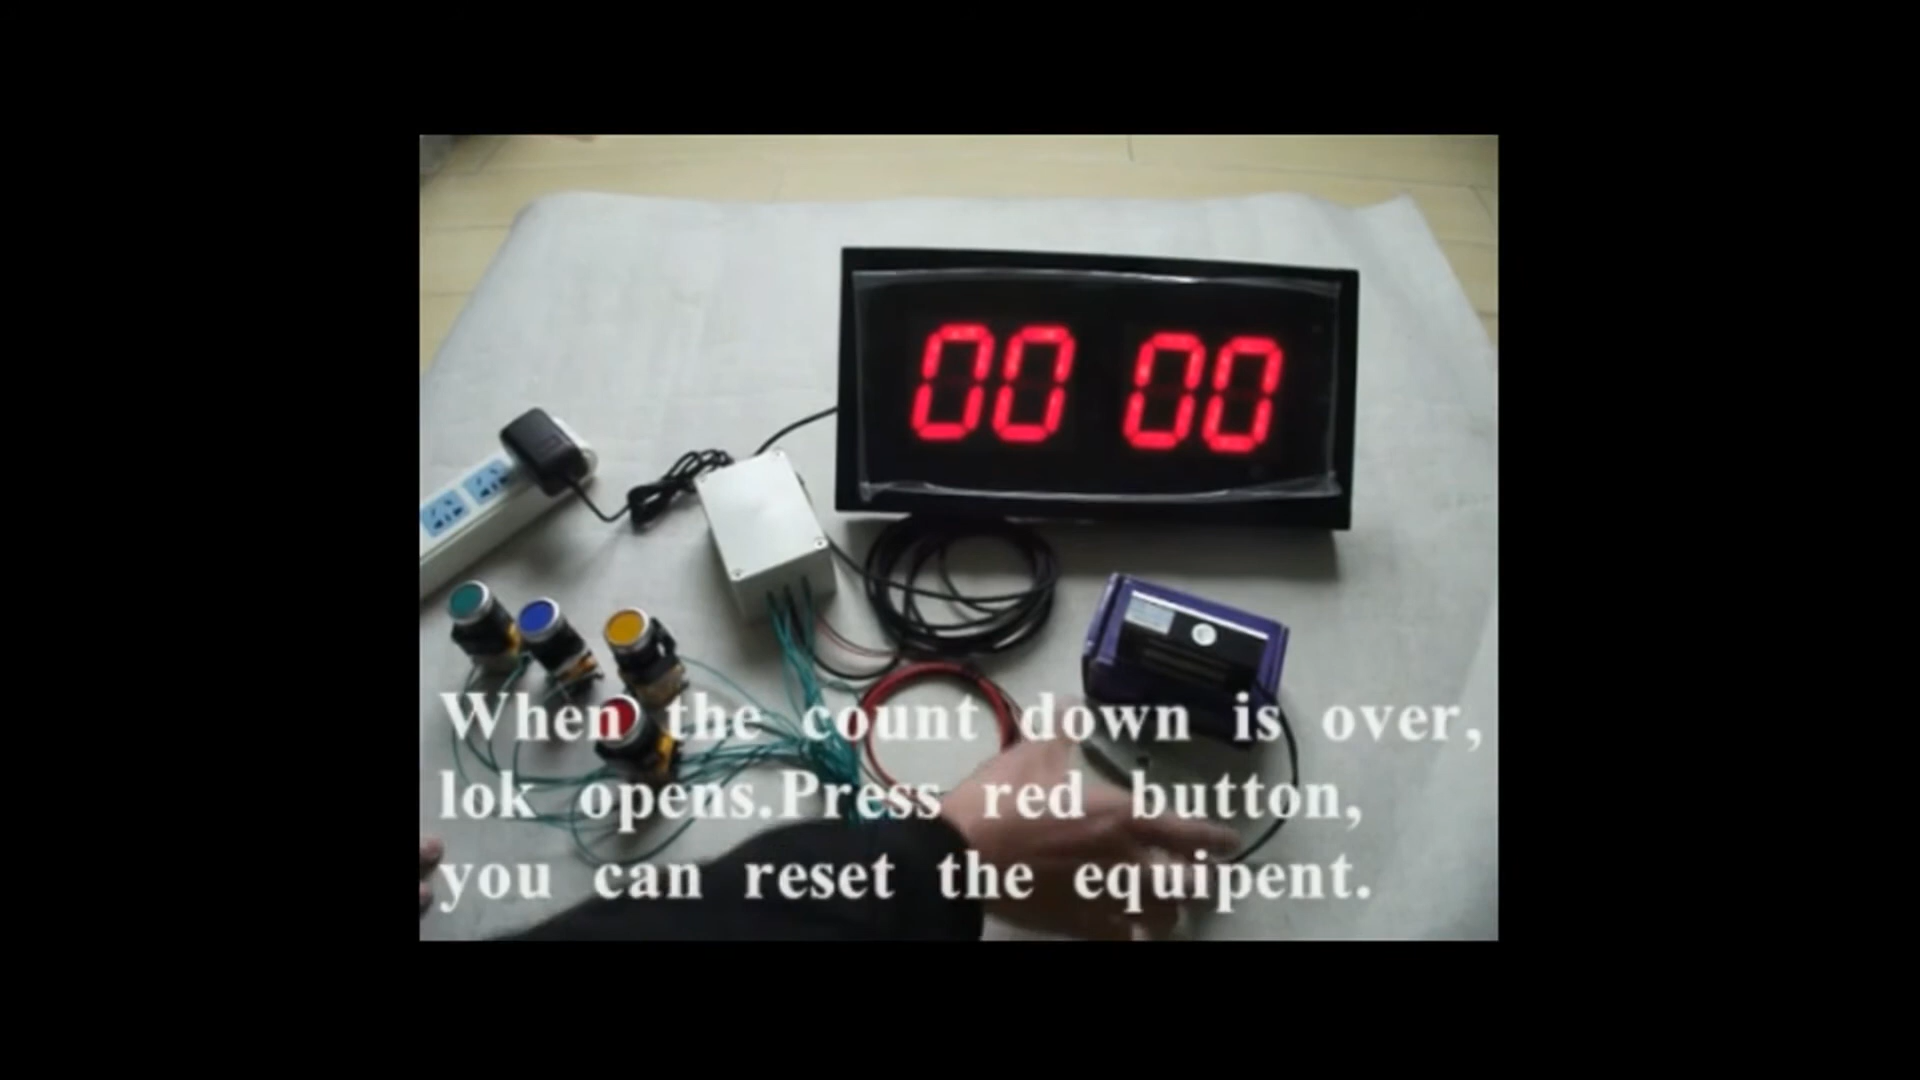 00 00
When the count down is over,
lok opens.Press red button,
you can reset the equipent.